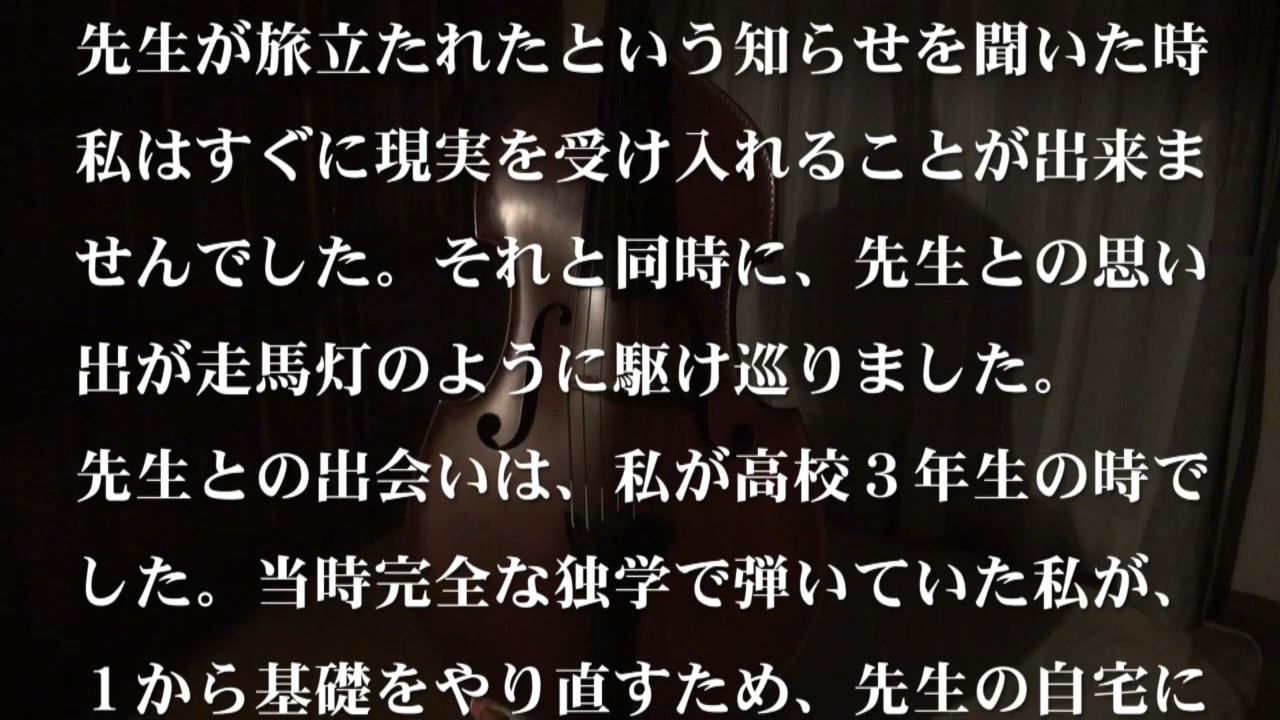 先生が旅立たれたという知らせを聞いた時
私はすぐに現実を受け入れることが出来ま
せんでした。それと同時に、先生との思い
出が走馬灯のように駆け巡りました。
先生との出会いは、私が高校３年生の時で
した。当時完全な独学で弾いていた私が、
１から基礎をやり直すため、先生の自宅に